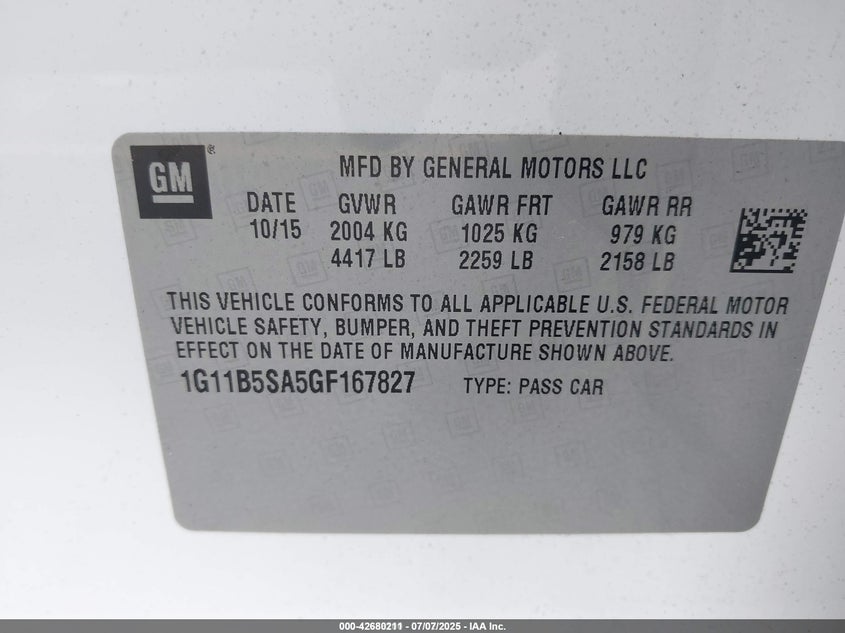 GM ®
MFD BY GENERAL MOTORS LLC
DATE GVWR GAWR FRT GAWR RR
10/15 2004 KG 1025 KG 979 KG
4417 LB 2259 LB 2158 LB
THIS VEHICLE CONFORMS TO ALL APPLICABLE U.S. FEDERAL MOTOR
VEHICLE SAFETY, BUMPER, AND THEFT PREVENTION STANDARDS IN
EFFECT ON THE DATE OF MANUFACTURE SHOWN ABOVE.
1G11B5SA5GF167827 TYPE: PASS CAR
000-42680211 - 07/07/2025 - IAA Inc.